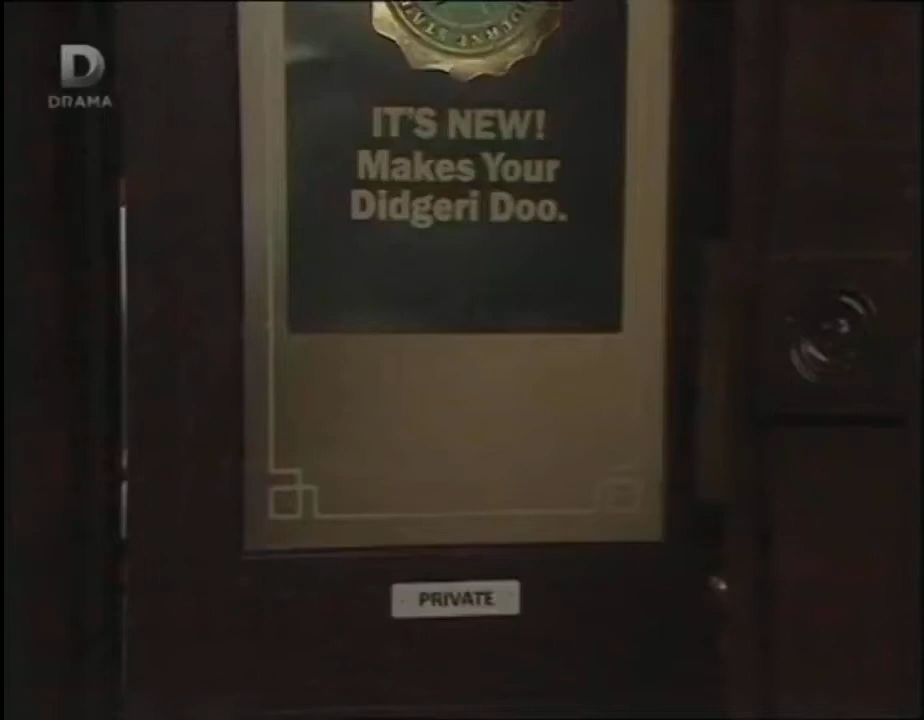 D
DRAMA
IT'S NEW!
Makes Your
Didgeri Doo.
PRIVATE